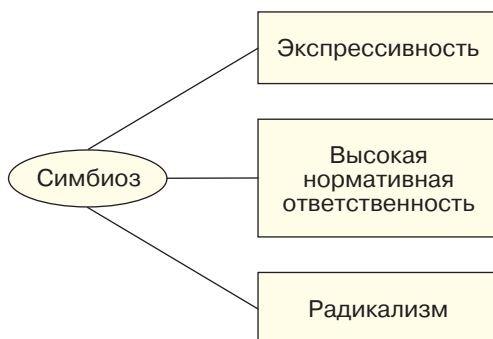 Экспрессивность
Симбиоз
Высокая
нормативная
ответственность
Радикализм